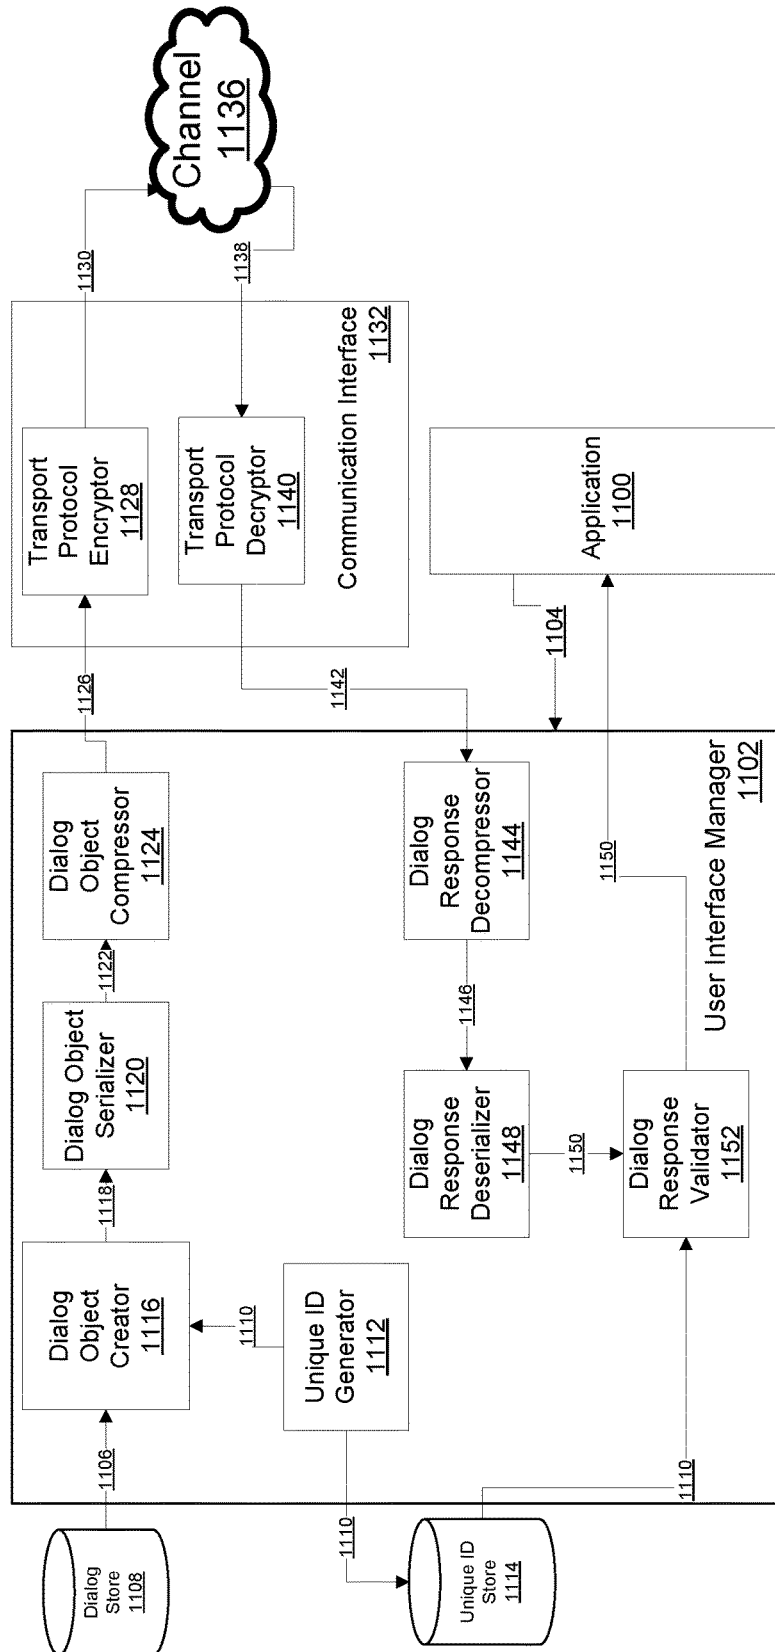 Dialog
Store
1108
1106
Dialog
Object
Creator
1116
1118
Dialog Object
Serializer
1120
1122
Dialog
Object
Compressor
1124
1126
Transport
Protocol
Encryptor
1128
1130
Channel
1136
1110
Unique ID
Generator
1112
1110
1142
Transport
Protocol
Decryptor
1140
1138
Communication Interface
1132
Unique ID
Store
1114
1110
Dialog
Response
Deserializer
1148
1146
Dialog
Response
Decompressor
1144
1150
1104
Dialog
Response
Validator
1152
1150
User Interface Manager
1102
Application
1100